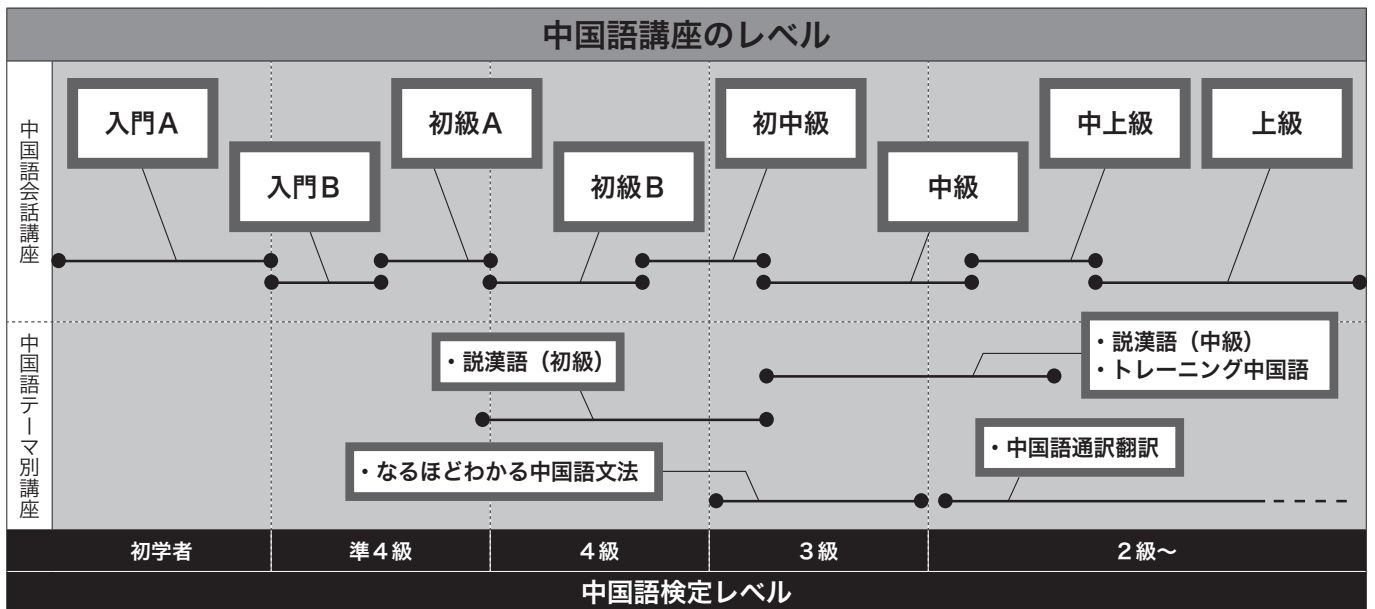 中国語講座のレベル
中国語会話講座
入門A
初級A
初中級
中上級
上級
入門B
初級B
中級
中国語テーマ別講座
・説漢語（中級）
・トレーニング中国語
・説漢語（初級）
・中国語通訳翻訳
・なるほどわかる中国語文法
初学者
準４級
４級
３級
２級～
中国語検定レベル